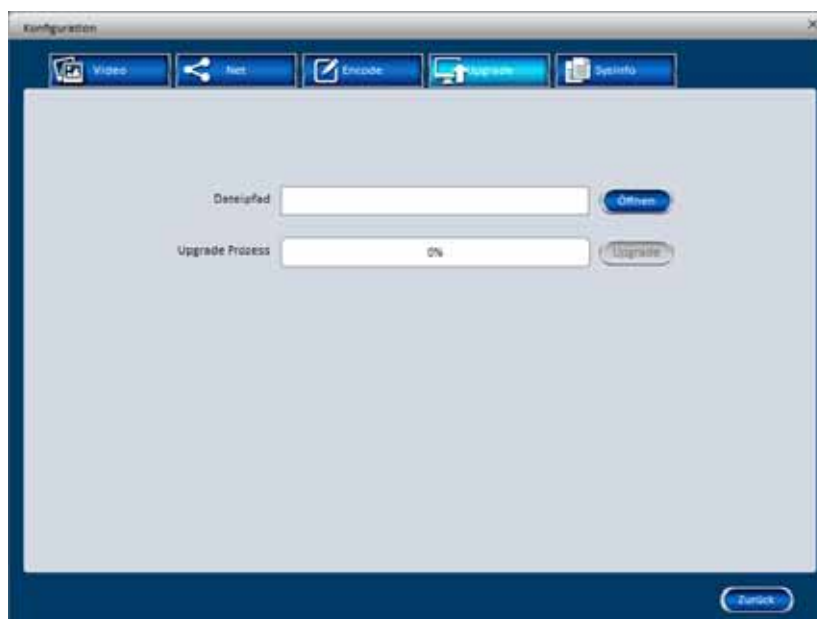 Konfiguration
Video Net Encode Upgrade SysInfo
Dateipfad Öffnen
Upgrade Prozess 0% Upgrade
Zurück